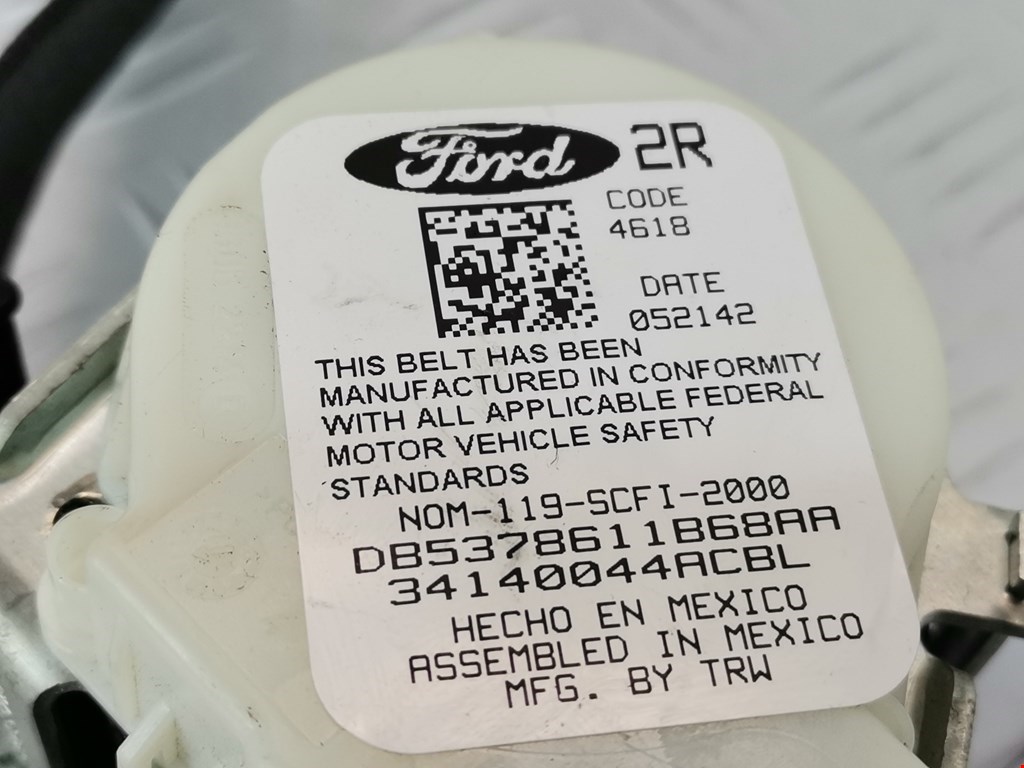 Ford 2R
CODE
4618
DATE
052142
THIS BELT HAS BEEN
MANUFACTURED IN CONFORMITY
WITH ALL APPLICABLE FEDERAL
MOTOR VEHICLE SAFETY
STANDARDS
NOM-119-SCFI-2000
DB5378611B68AA
34140044ACBL
HECHO EN MEXICO
ASSEMBLED IN MEXICO
MFG. BY TRW